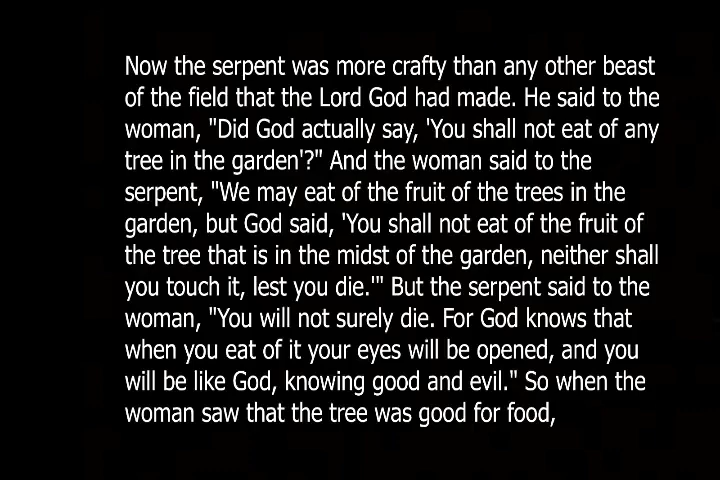 Now the serpent was more crafty than any other beast
of the field that the Lord God had made. He said to the
woman, "Did God actually say, 'You shall not eat of any
tree in the garden'?" And the woman said to the
serpent, "We may eat of the fruit of the trees in the
garden, but God said, 'You shall not eat of the fruit of
the tree that is in the midst of the garden, neither shall
you touch it, lest you die.'" But the serpent said to the
woman, "You will not surely die. For God knows that
when you eat of it your eyes will be opened, and you
will be like God, knowing good and evil." So when the
woman saw that the tree was good for food,